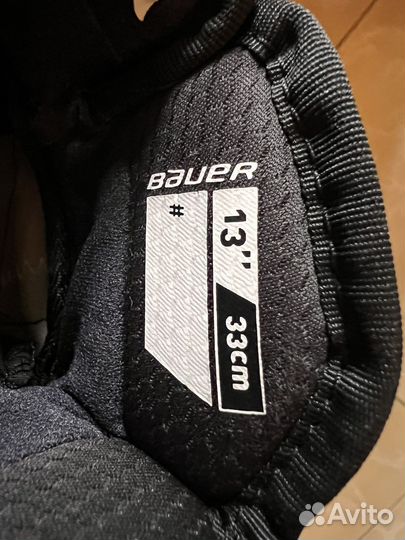 BAUER
#
13"
33cm
Avito